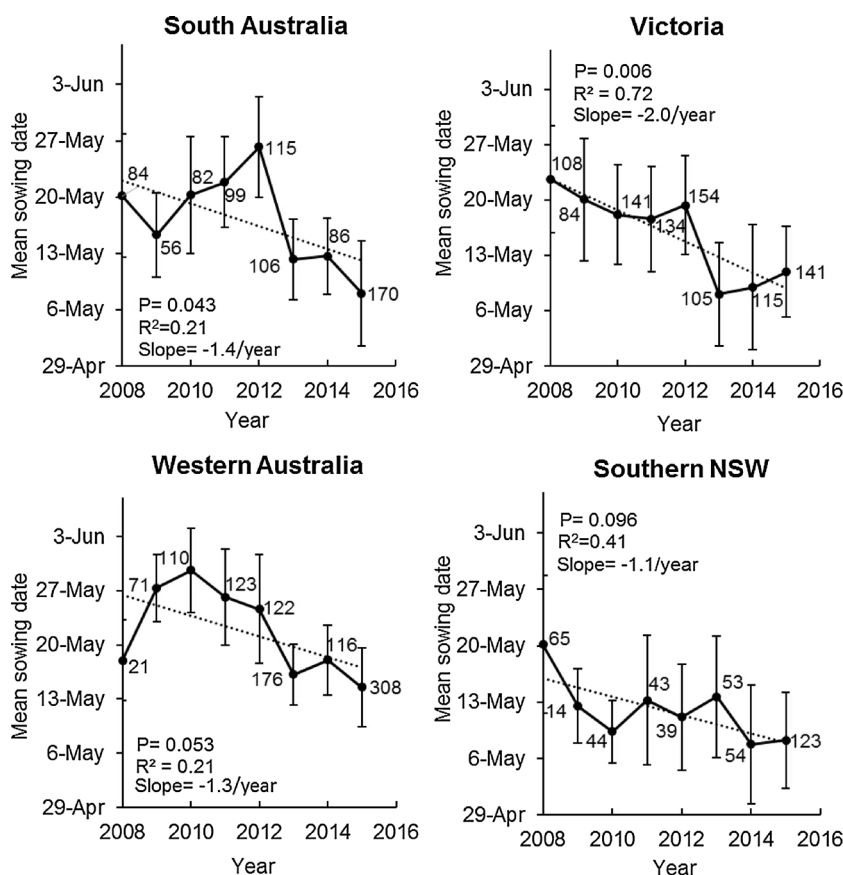 South Australia
Mean sowing date
3-Jun
27-May
20-May
13-May
6-May
29-Apr
84
56
82
99
115
106
86
170
P= 0.043
R²=0.21
Slope= -1.4/year
2008 2010 2012 2014 2016
Year
Victoria
Mean sowing date
3-Jun
27-May
20-May
13-May
6-May
29-Apr
P= 0.006
R² = 0.72
Slope= -2.0/year
108
84
141
134
154
105
115
141
2008 2010 2012 2014 2016
Year
Western Australia
Mean sowing date
3-Jun
27-May
20-May
13-May
6-May
29-Apr
21
71
110
123
122
176
116
308
P= 0.053
R² = 0.21
Slope= -1.3/year
2008 2010 2012 2014 2016
Year
Southern NSW
Mean sowing date
3-Jun
27-May
20-May
13-May
6-May
29-Apr
P= 0.096
R²=0.41
Slope= -1.1/year
65
14
44
43
39
53
54
123
2008 2010 2012 2014 2016
Year